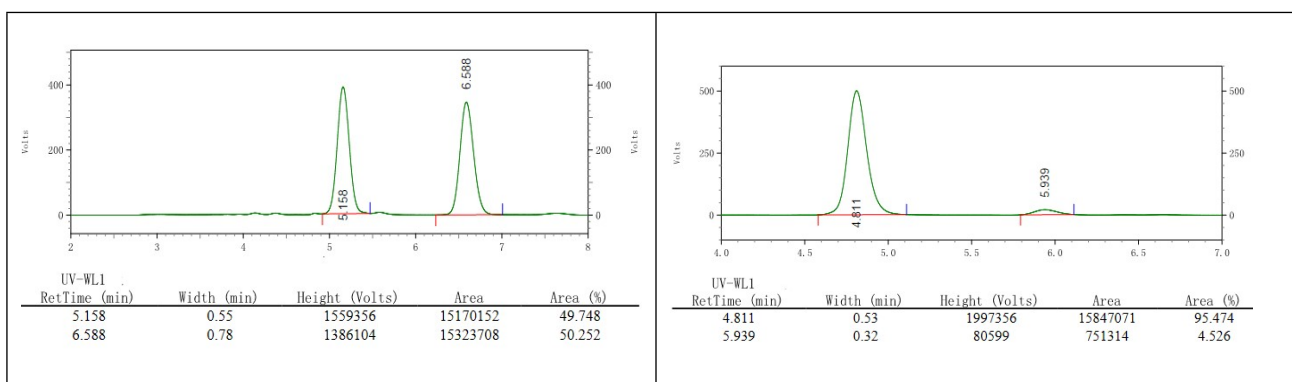 6.588
400
400
200
200
Volts
Volts
5.158
0
0
2 3 4 5 6 7 8
UV-WL1
RetTime (min) Width (min) Height (Volts) Area Area (%)
5.158 0.55 1559356 15170152 49.748
6.588 0.78 1386104 15323708 50.252
500
500
250
250
Volts
Volts
5.939
4.811
0
0
4.0 4.5 5.0 5.5 6.0 6.5 7.0
UV-WL1
RetTime (min) Width (min) Height (Volts) Area Area (%)
4.811 0.53 1997356 15847071 95.474
5.939 0.32 80599 751314 4.526